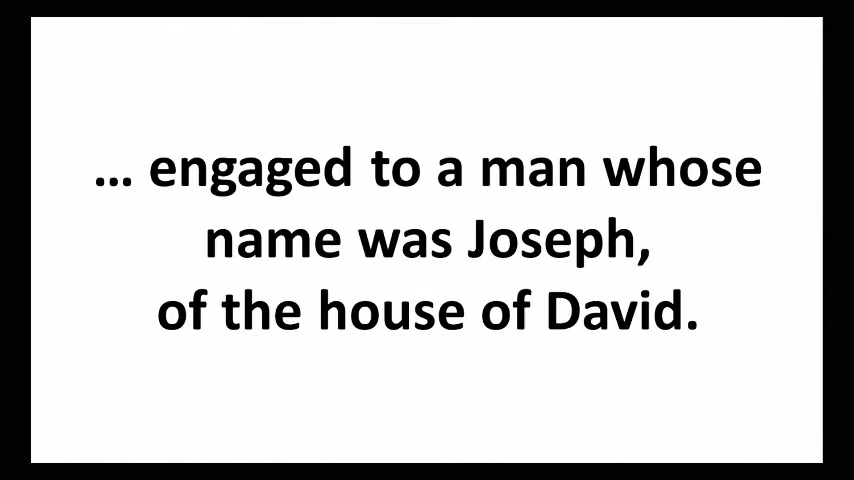 … engaged to a man whose
name was Joseph,
of the house of David.